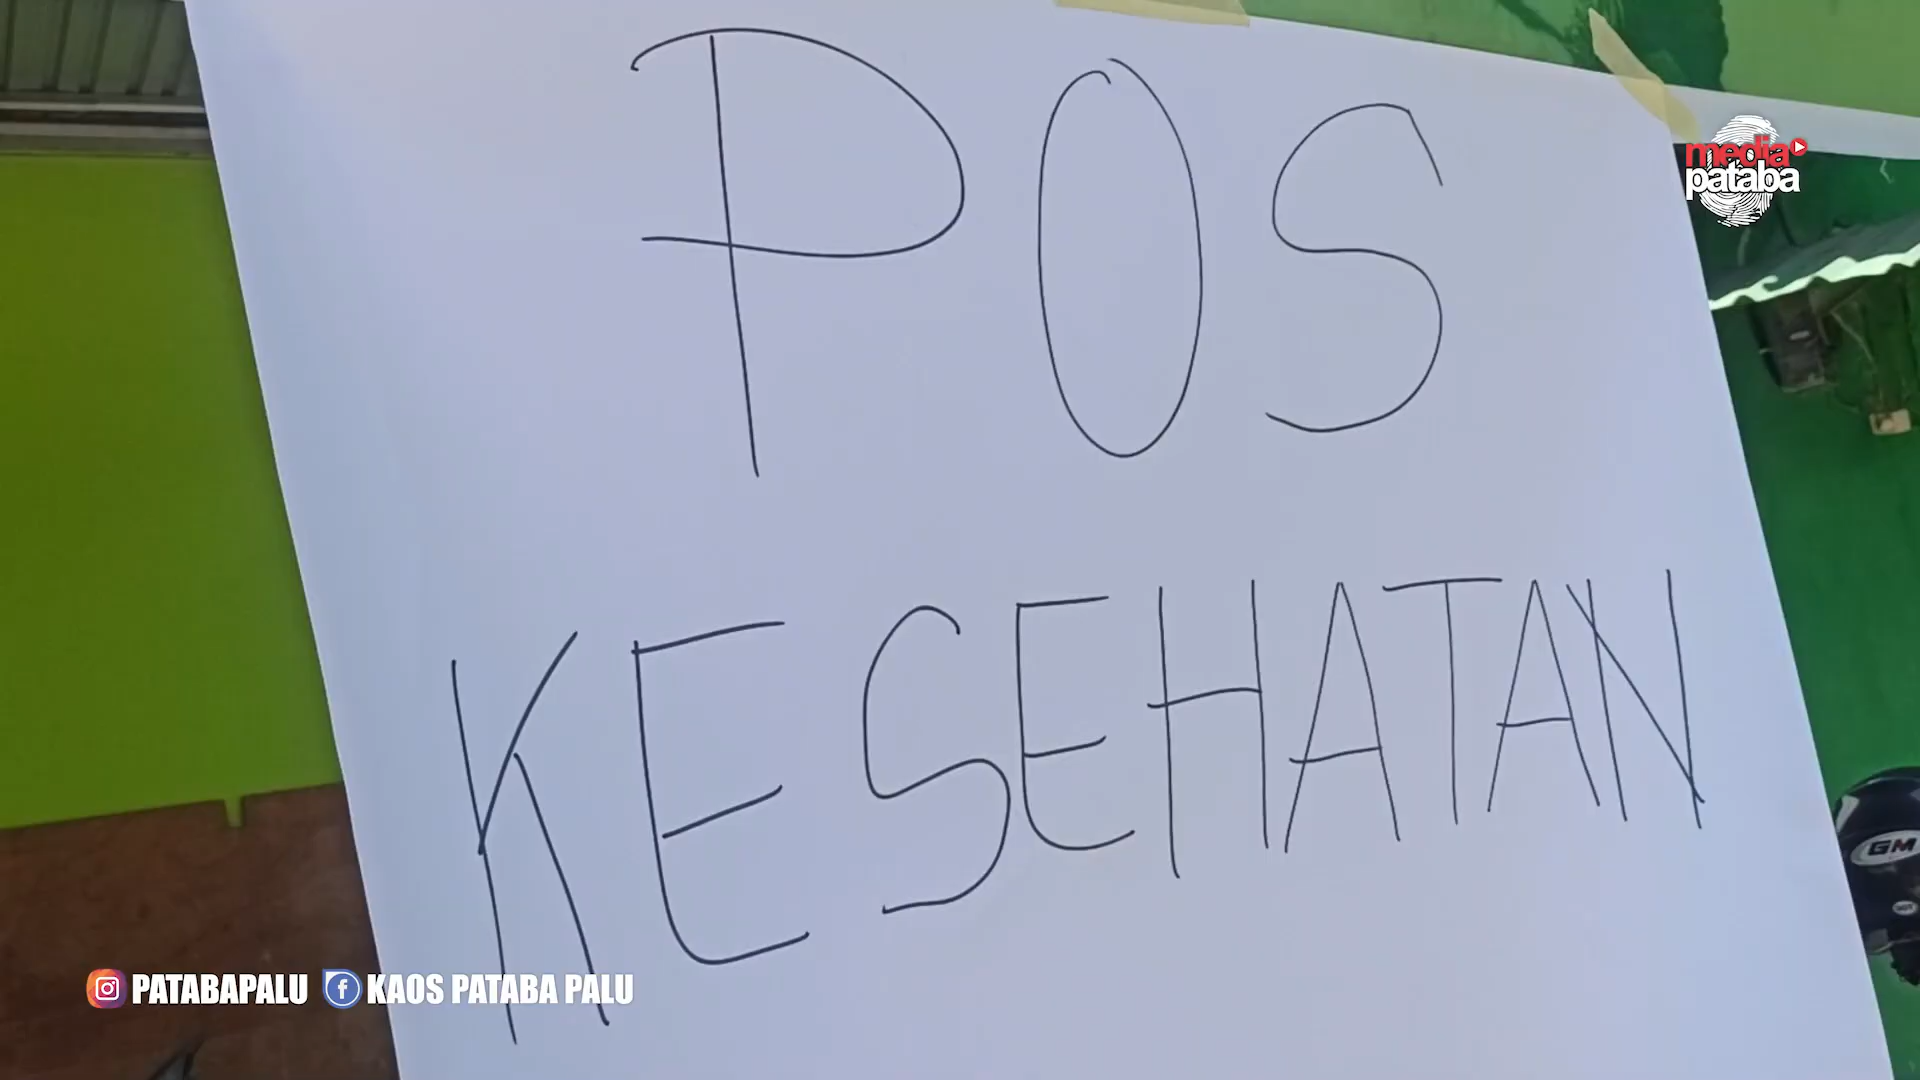 POS
media
pataba
KESEHATAN
GM
PATABAPALU KAOS PATABA PALU